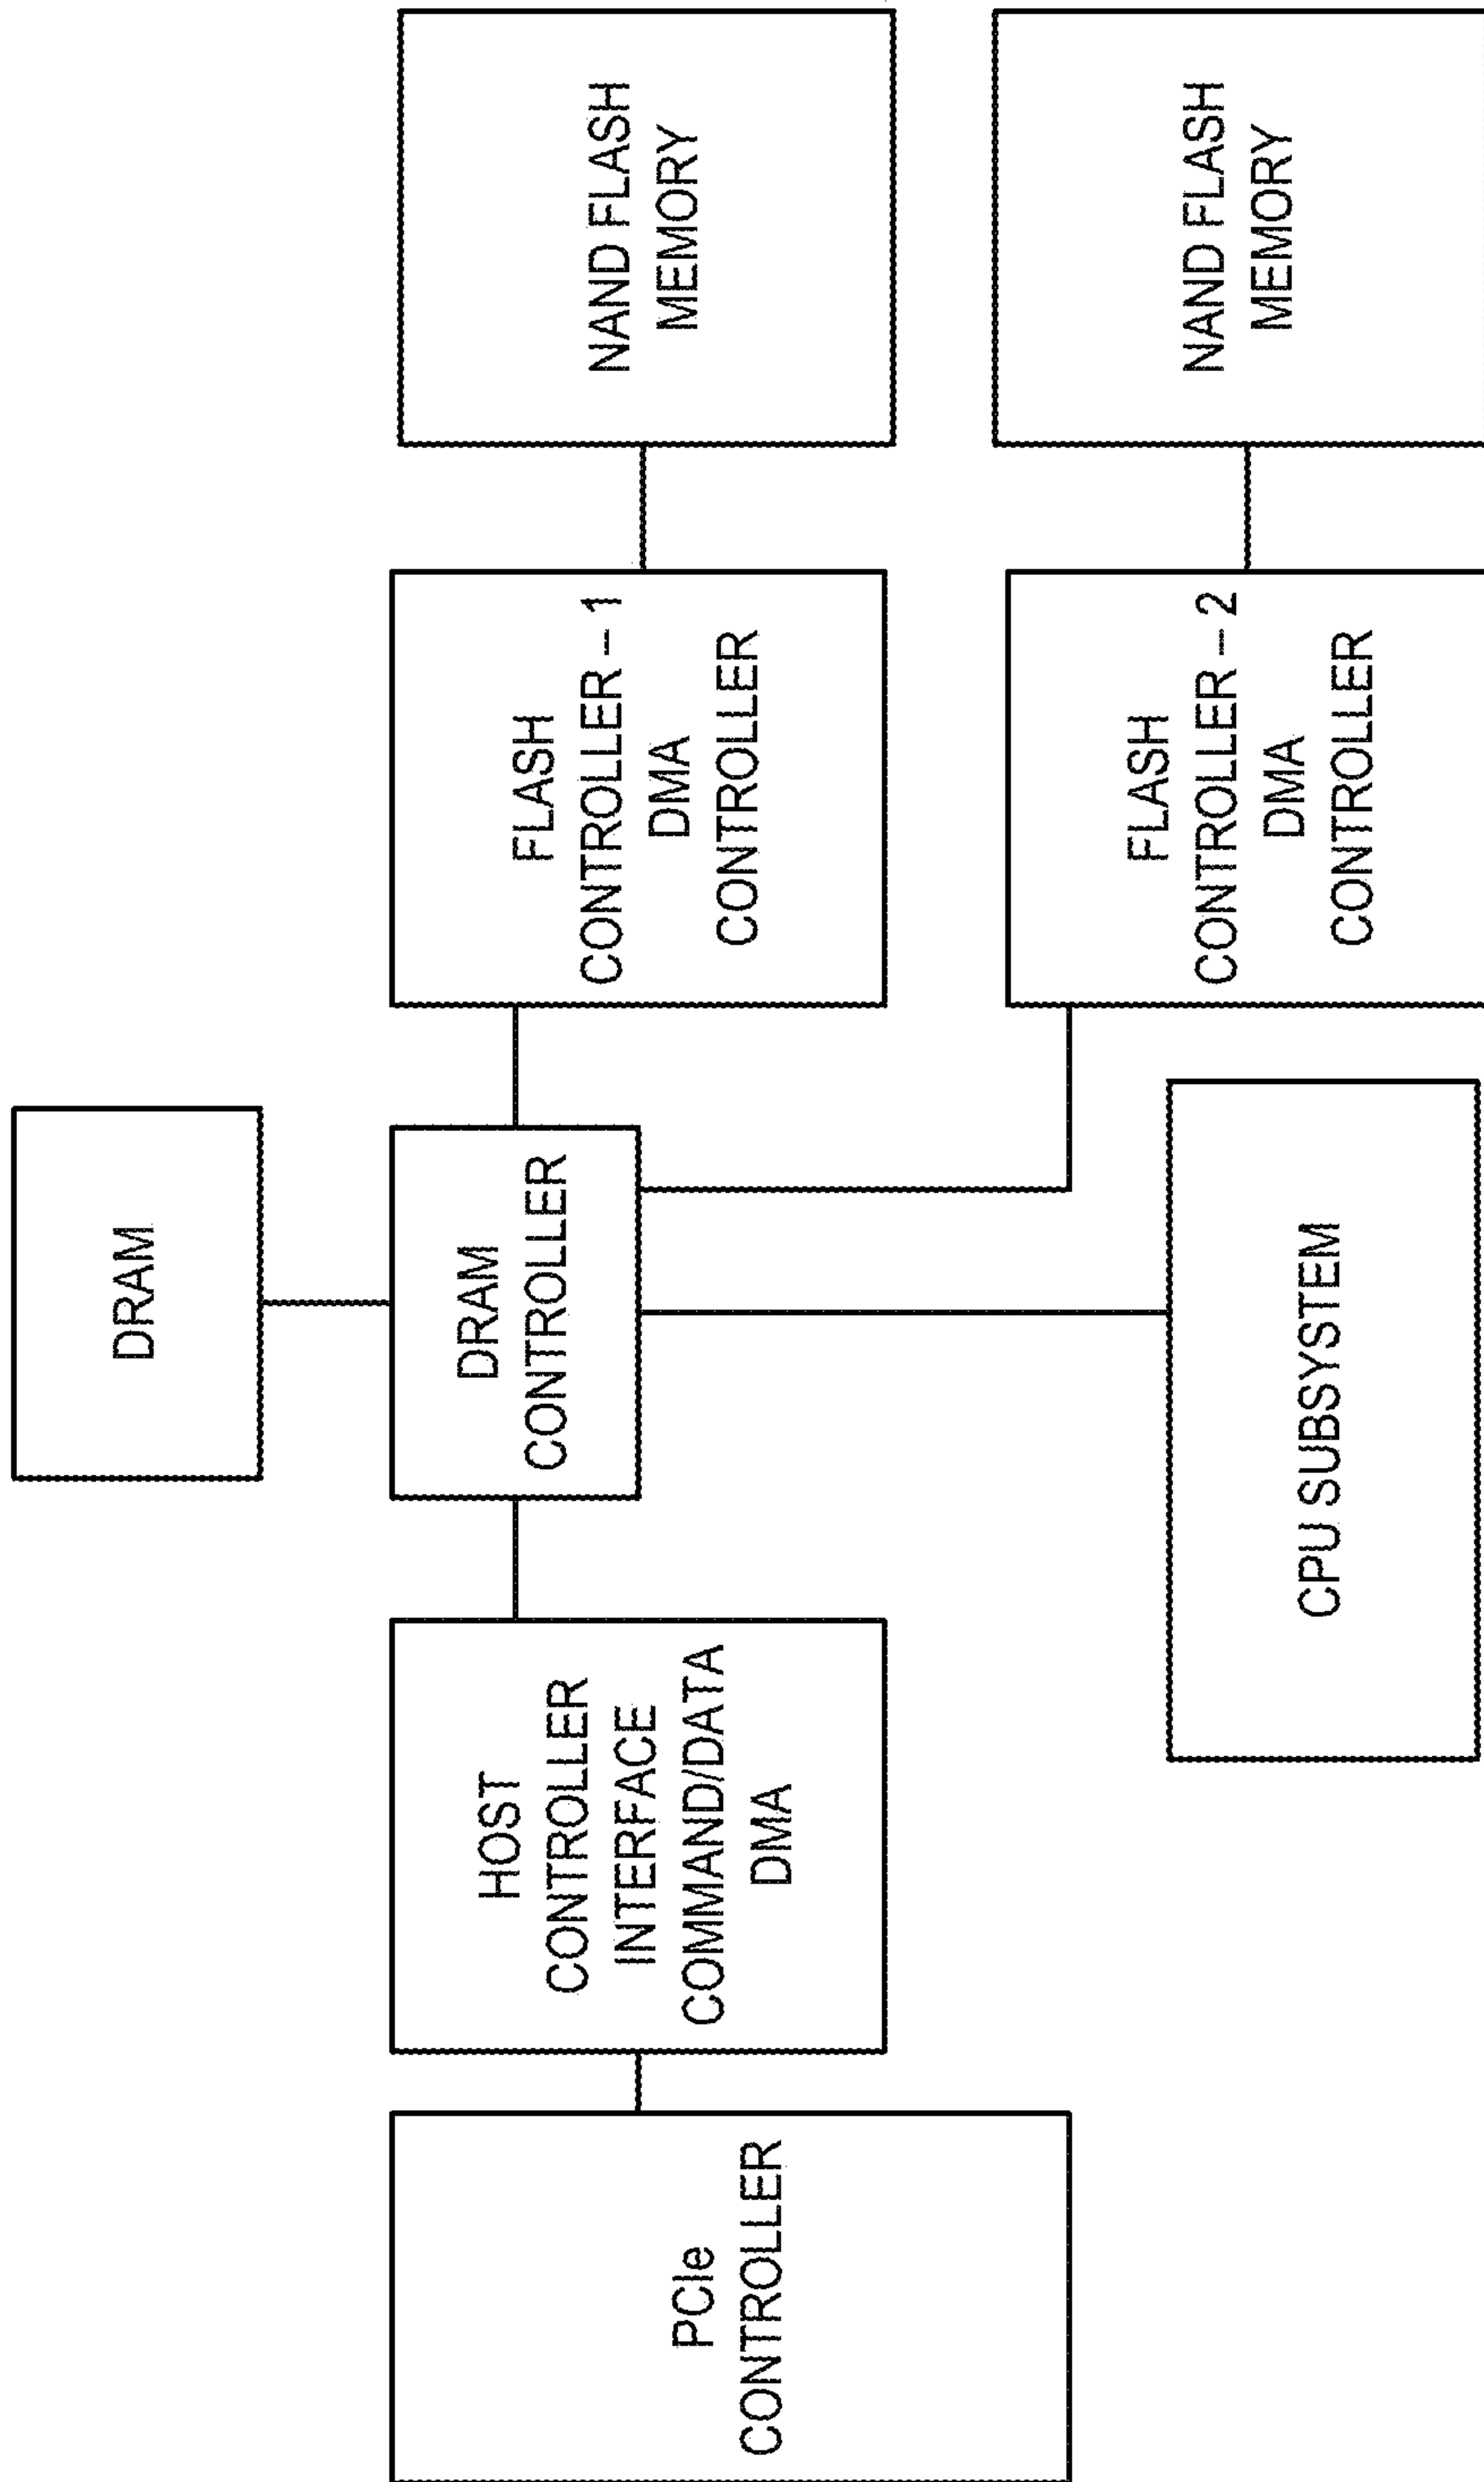 DRAM
PCIe
CONTROLLER
HOST
CONTROLLER
INTERFACE
COMMAND/DATA
DMA
DRAM
CONTROLLER
FLASH
CONTROLLER – 1
DMA
CONTROLLER
NAND FLASH
MEMORY
CPU SUBSYSTEM
FLASH
CONTROLLER – 2
DMA
CONTROLLER
NAND FLASH
MEMORY